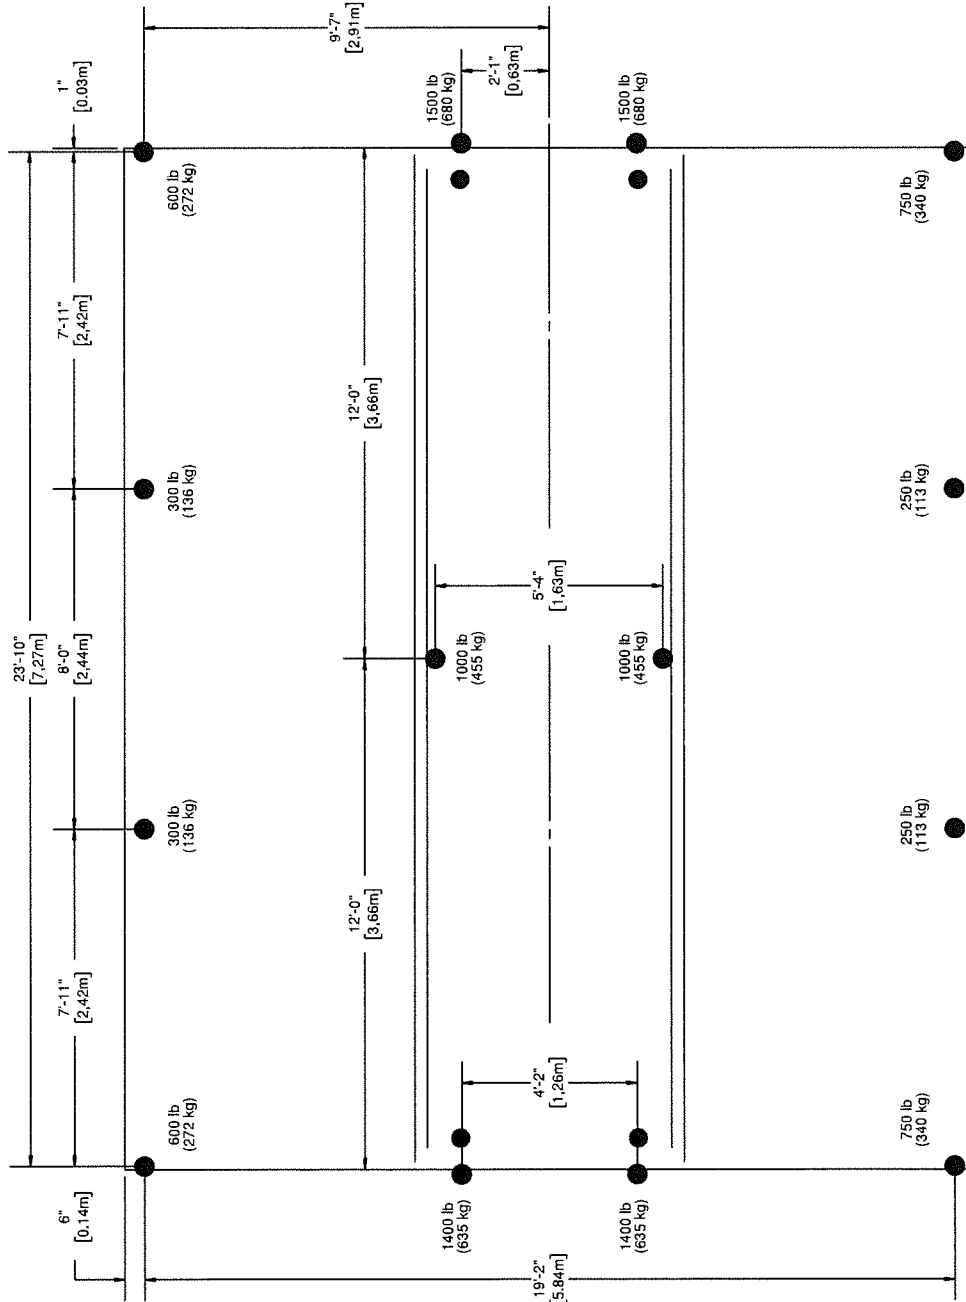 9'-7"
[2,91m]
2'-1"
[0,63m]
1"
[0.03m]
1500 lb
(680 kg)
1500 lb
(680 kg)
600 lb
(272 kg)
750 lb
(340 kg)
7'-11"
[2,42m]
12'-0"
[3,66m]
300 lb
(136 kg)
250 lb
(113 kg)
5'-4"
[1,63m]
23'-10"
[7,27m]
8'-0"
[2,44m]
1000 lb
(455 kg)
1000 lb
(455 kg)
300 lb
(136 kg)
250 lb
(113 kg)
12'-0"
[3,66m]
7'-11"
[2,42m]
4'-2"
[1,26m]
600 lb
(272 kg)
750 lb
(340 kg)
6"
[0.14m]
1400 lb
(635 kg)
1400 lb
(635 kg)
19'-2"
[5.84m]